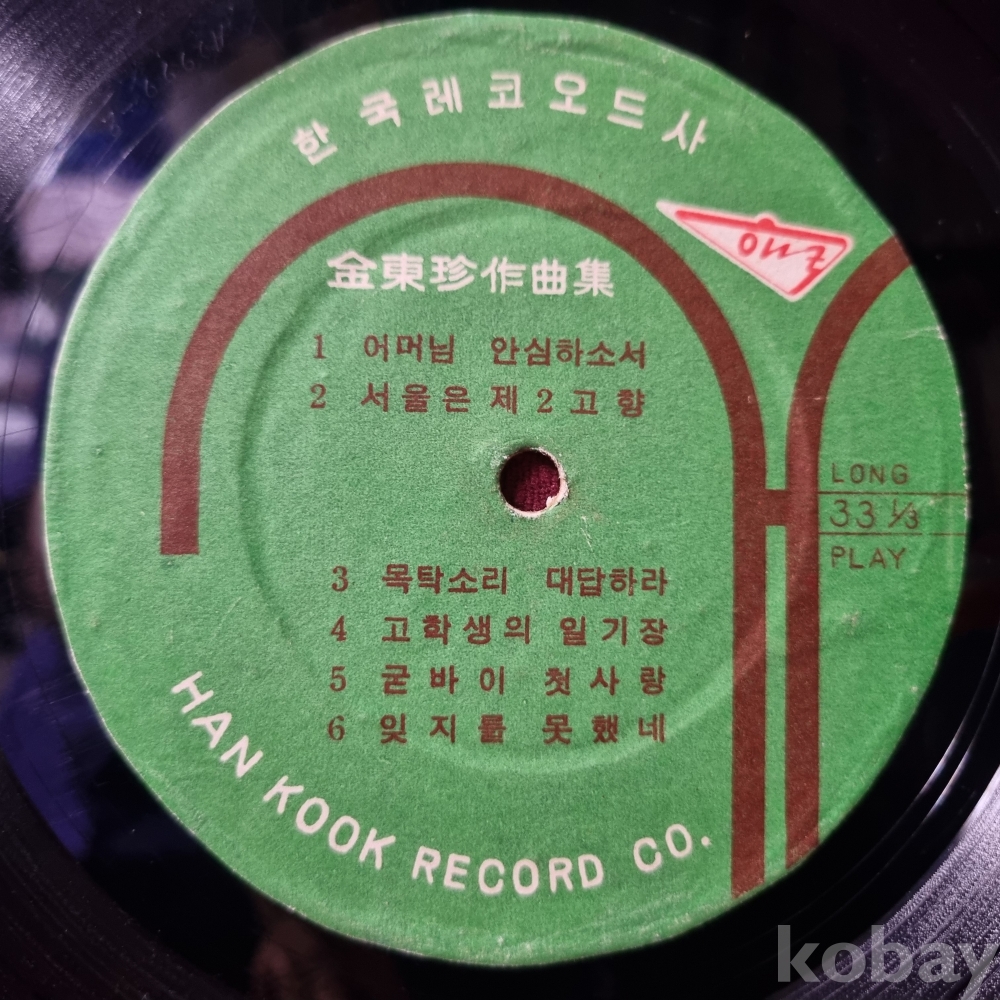 한국레코오드사
金東珍作曲集
1 어머님 안심하소서
2 서울은 제2고향
3 목탁소리 대답하라
4 고학생의 일기장
5 굳바이 첫사랑
6 잊지를 못했네
LONG
33 1/3
PLAY
HAN KOOK RECORD CO.
kobay